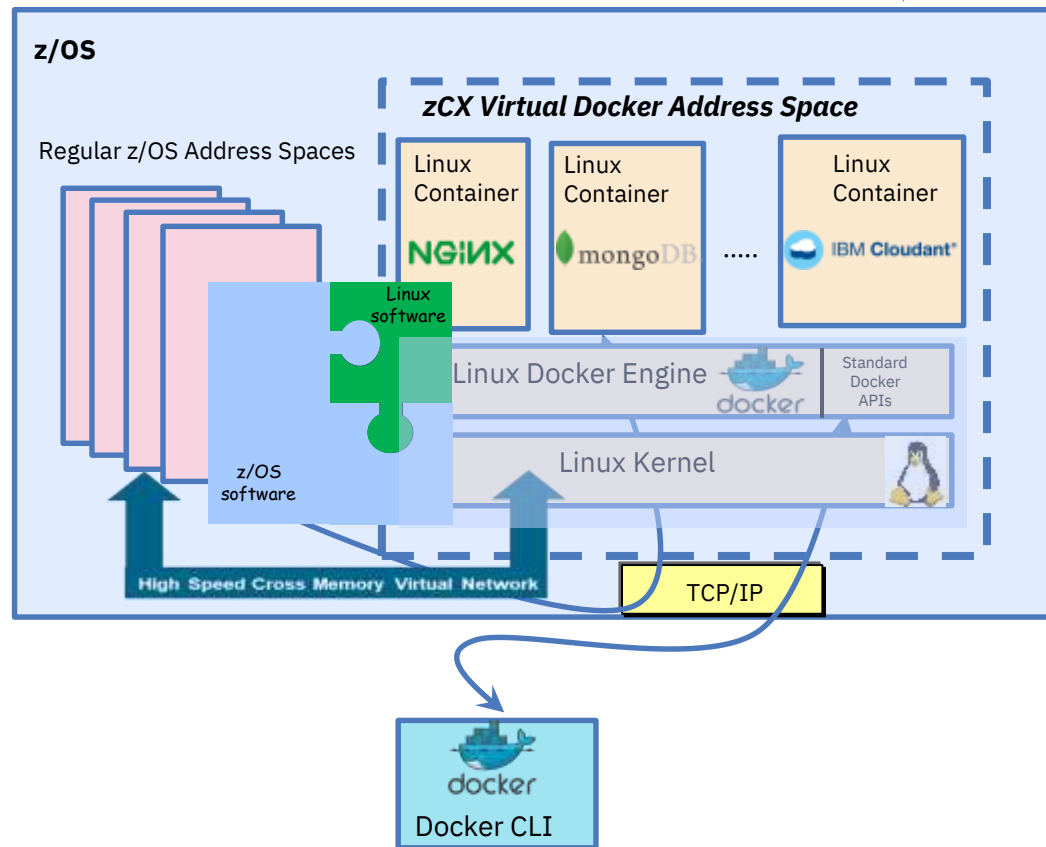 z/OS
zCX Virtual Docker Address Space
Regular z/OS Address Spaces
Linux
Container
NGiNX
Linux
Container
mongoDB
.....
Linux
Container
IBM Cloudant
Linux
software
z/OS
software
Linux Docker Engine
docker
Standard
Docker
APIs
Linux Kernel
High Speed Cross Memory Virtual Network
TCP/IP
docker
Docker CLI